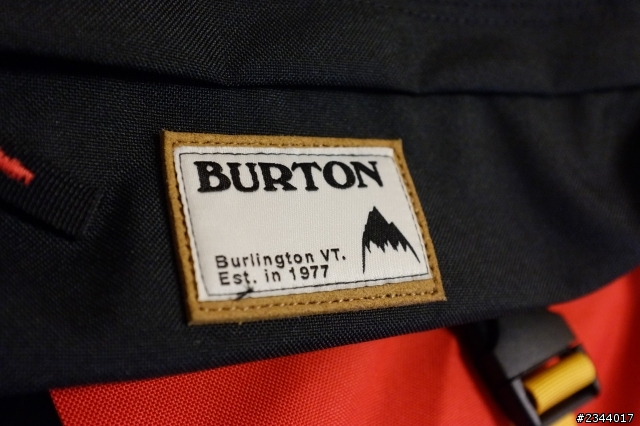 BURTON
Burlington VT.
Est. in 1977
#2344017